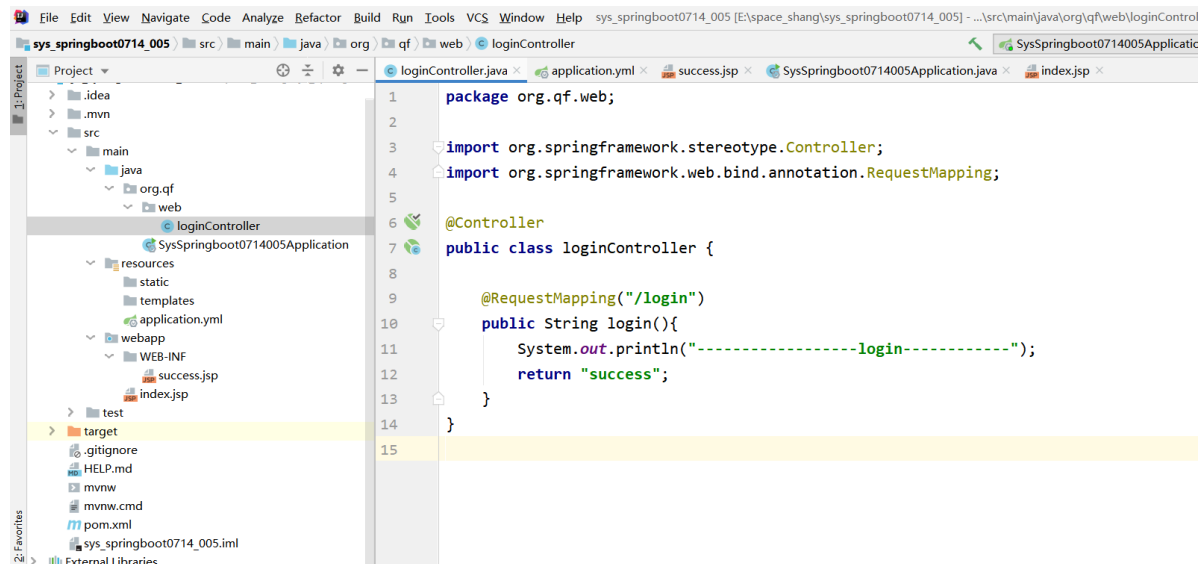 File Edit View Navigate Code Analyze Refactor Build Run Tools VCS Window Help sys_springboot0714_005 [E:\space_shang\sys_springboot0714_005] - ...\src\main\java\org\qf\web\loginControl
sys_springboot0714_005 src main java org qf web loginController SysSpringboot0714005Applicatio
1: Project
Project
loginController.java application.yml success.jsp SysSpringboot0714005Application.java index.jsp
.idea
.mvn
src
main
java
org.qf
web
loginController
SysSpringboot0714005Application
resources
static
templates
application.yml
webapp
WEB-INF
success.jsp
index.jsp
test
target
.gitignore
HELP.md
mvnw
mvnw.cmd
pom.xml
sys_springboot0714_005.iml
External Libraries
2: Favorites
1 package org.qf.web;
2
3 import org.springframework.stereotype.Controller;
4 import org.springframework.web.bind.annotation.RequestMapping;
5
6 @Controller
7 public class loginController {
8
9 @RequestMapping("/login")
10 public String login(){
11 System.out.println("------------------login------------");
12 return "success";
13 }
14 }
15